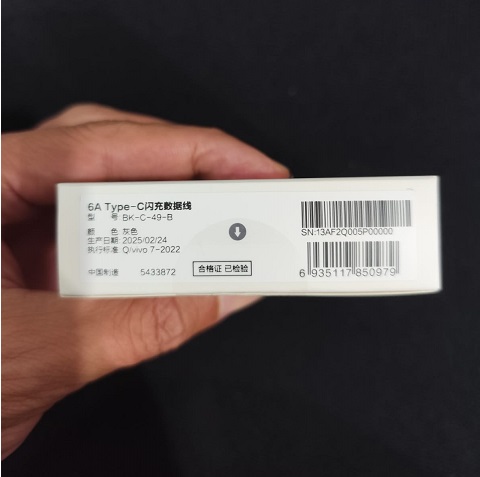 6A Type-C闪充数据线
型 号 BK-C-49-B
颜 色 灰色
生产日期 2025/02/24
执行标准: Q/vivo 7-2022
中国制造 5433872
合格证 已检验
SN:13AF2Q005P00000
6 935117 850979